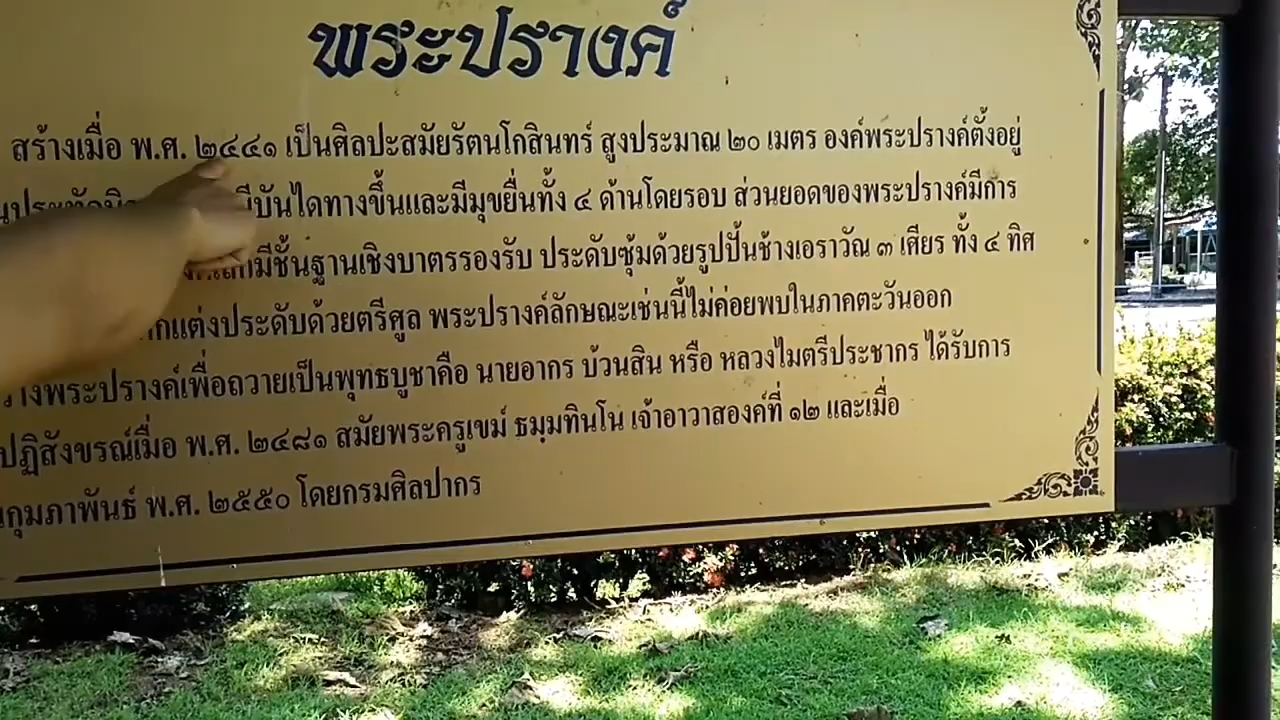 พระปรางค์
สร้างเมื่อ พ.ศ. ๒๔๔๑ เป็นศิลปะสมัยรัตนโกสินทร์ สูงประมาณ ๒๐ เมตร องค์พระปรางค์ตั้งอยู่
มีบันไดทางขึ้นและมีมุขยื่นทั้ง ๔ ด้านโดยรอบ ส่วนยอดของพระปรางค์มีการ
มีชั้นฐานเชิงบาตรรองรับ ประดับซุ้มด้วยรูปปั้นช้างเอราวัณ ๓ เศียร ทั้ง ๔ ทิศ
กแต่งประดับด้วยตรีศูล พระปรางค์ลักษณะเช่นนี้ไม่ค่อยพบในภาคตะวันออก
างพระปรางค์เพื่อถวายเป็นพุทธบูชาคือ นายอากร บ้วนสิน หรือ หลวงไมตรีประชากร ได้รับการ
ปฏิสังขรณ์เมื่อ พ.ศ. ๒๔๘๑ สมัยพระครูเขมํ ธมฺมทินโน เจ้าอาวาสองค์ที่ ๑๒ และเมื่อ
กุมภาพันธ์ พ.ศ. ๒๕๕๐ โดยกรมศิลปากร